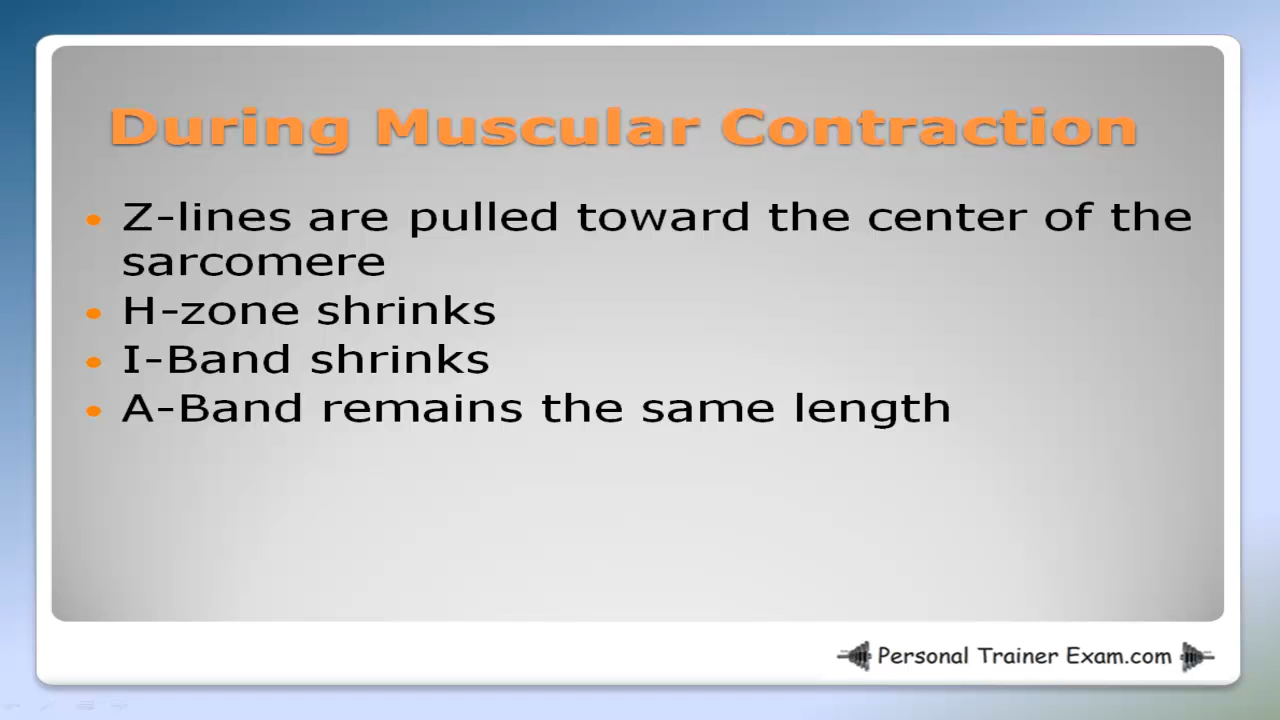 During Muscular Contraction
• Z-lines are pulled toward the center of the
sarcomere
• H-zone shrinks
• I-Band shrinks
• A-Band remains the same length
Personal Trainer Exam.com